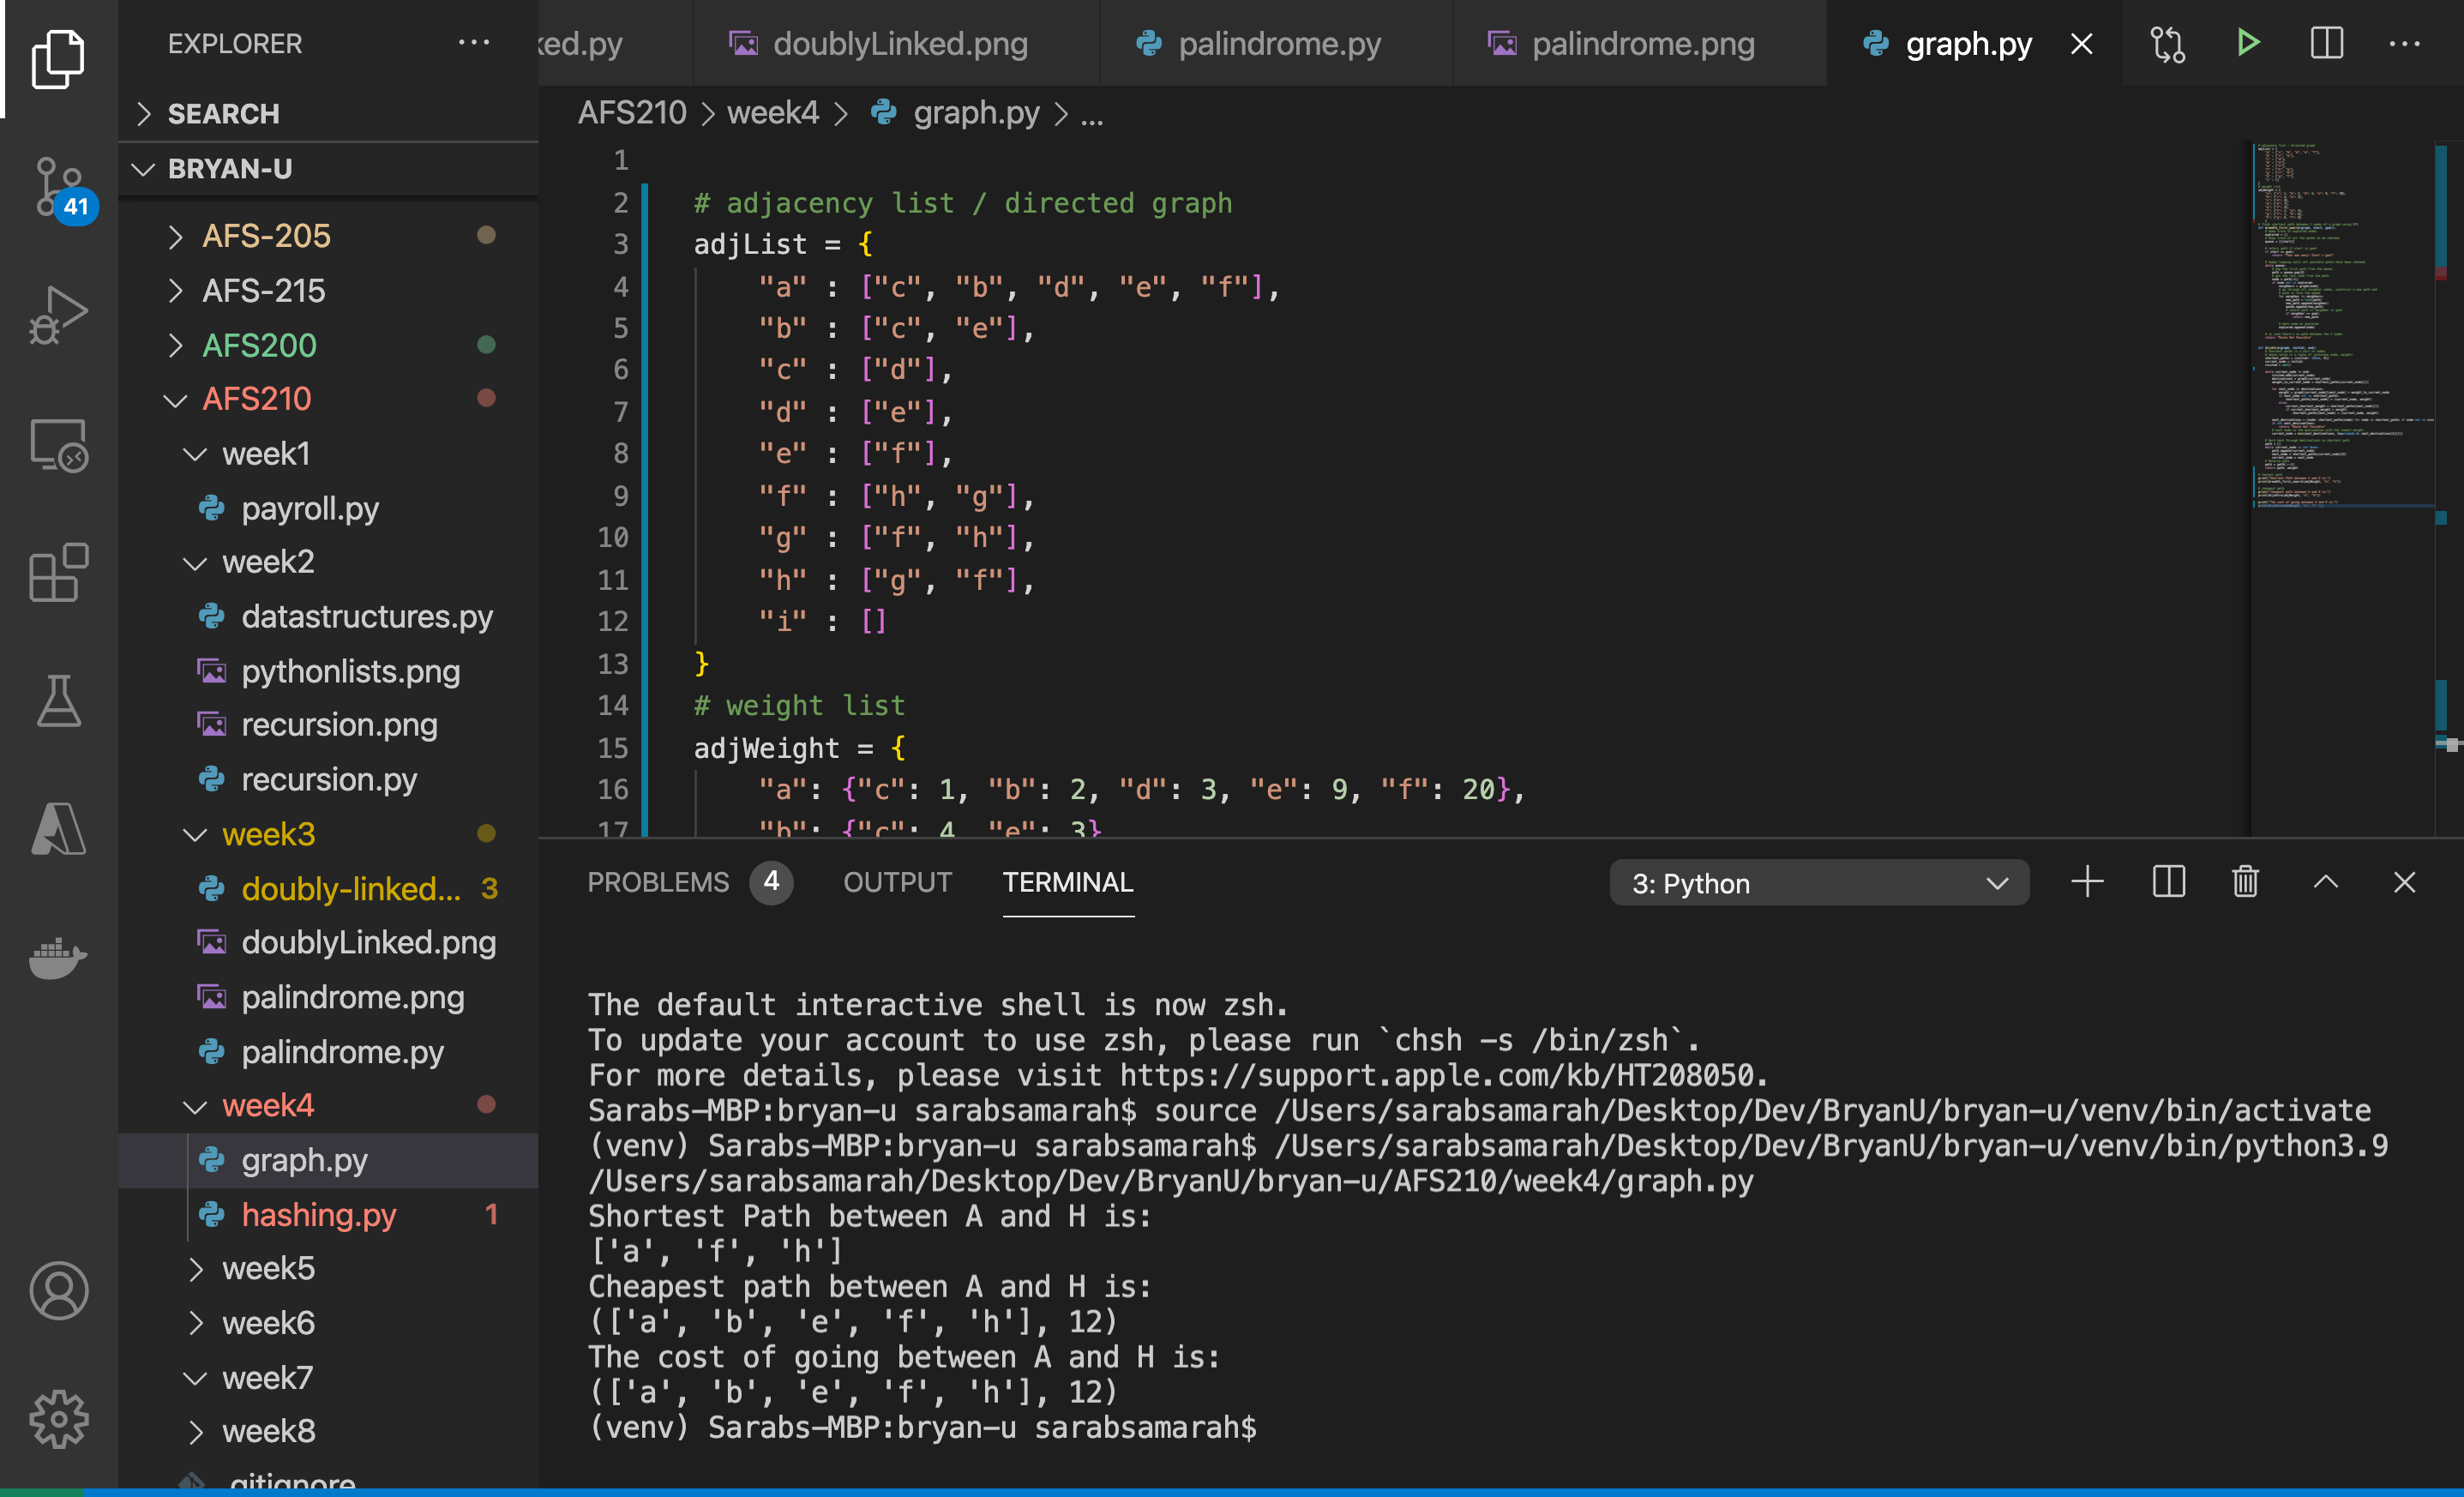 EXPLORER
SEARCH
BRYAN-U
41
AFS-205
AFS-215
AFS200
AFS210
week1
payroll.py
week2
datastructures.py
pythonlists.png
recursion.png
recursion.py
week3
doubly-linked... 3
doublyLinked.png
palindrome.png
palindrome.py
week4
graph.py
hashing.py 1
week5
week6
week7
week8
.gitignore
ked.py doublyLinked.png palindrome.py palindrome.png graph.py
AFS210 > week4 > graph.py > ...
1
2 # adjacency list / directed graph
3 adjList = {
4 "a" : ["c", "b", "d", "e", "f"],
5 "b" : ["c", "e"],
6 "c" : ["d"],
7 "d" : ["e"],
8 "e" : ["f"],
9 "f" : ["h", "g"],
10 "g" : ["f", "h"],
11 "h" : ["g", "f"],
12 "i" : []
13 }
14 # weight list
15 adjWeight = {
16 "a": {"c": 1, "b": 2, "d": 3, "e": 9, "f": 20},
17 "b": {"c": 4, "e": 3}
PROBLEMS 4 OUTPUT TERMINAL 3: Python
The default interactive shell is now zsh.
To update your account to use zsh, please run `chsh -s /bin/zsh`.
For more details, please visit https://support.apple.com/kb/HT208050.
Sarabs-MBP:bryan-u sarabsamarah$ source /Users/sarabsamarah/Desktop/Dev/BryanU/bryan-u/venv/bin/activate
(venv) Sarabs-MBP:bryan-u sarabsamarah$ /Users/sarabsamarah/Desktop/Dev/BryanU/bryan-u/venv/bin/python3.9
/Users/sarabsamarah/Desktop/Dev/BryanU/bryan-u/AFS210/week4/graph.py
Shortest Path between A and H is:
['a', 'f', 'h']
Cheapest path between A and H is:
(['a', 'b', 'e', 'f', 'h'], 12)
The cost of going between A and H is:
(['a', 'b', 'e', 'f', 'h'], 12)
(venv) Sarabs-MBP:bryan-u sarabsamarah$